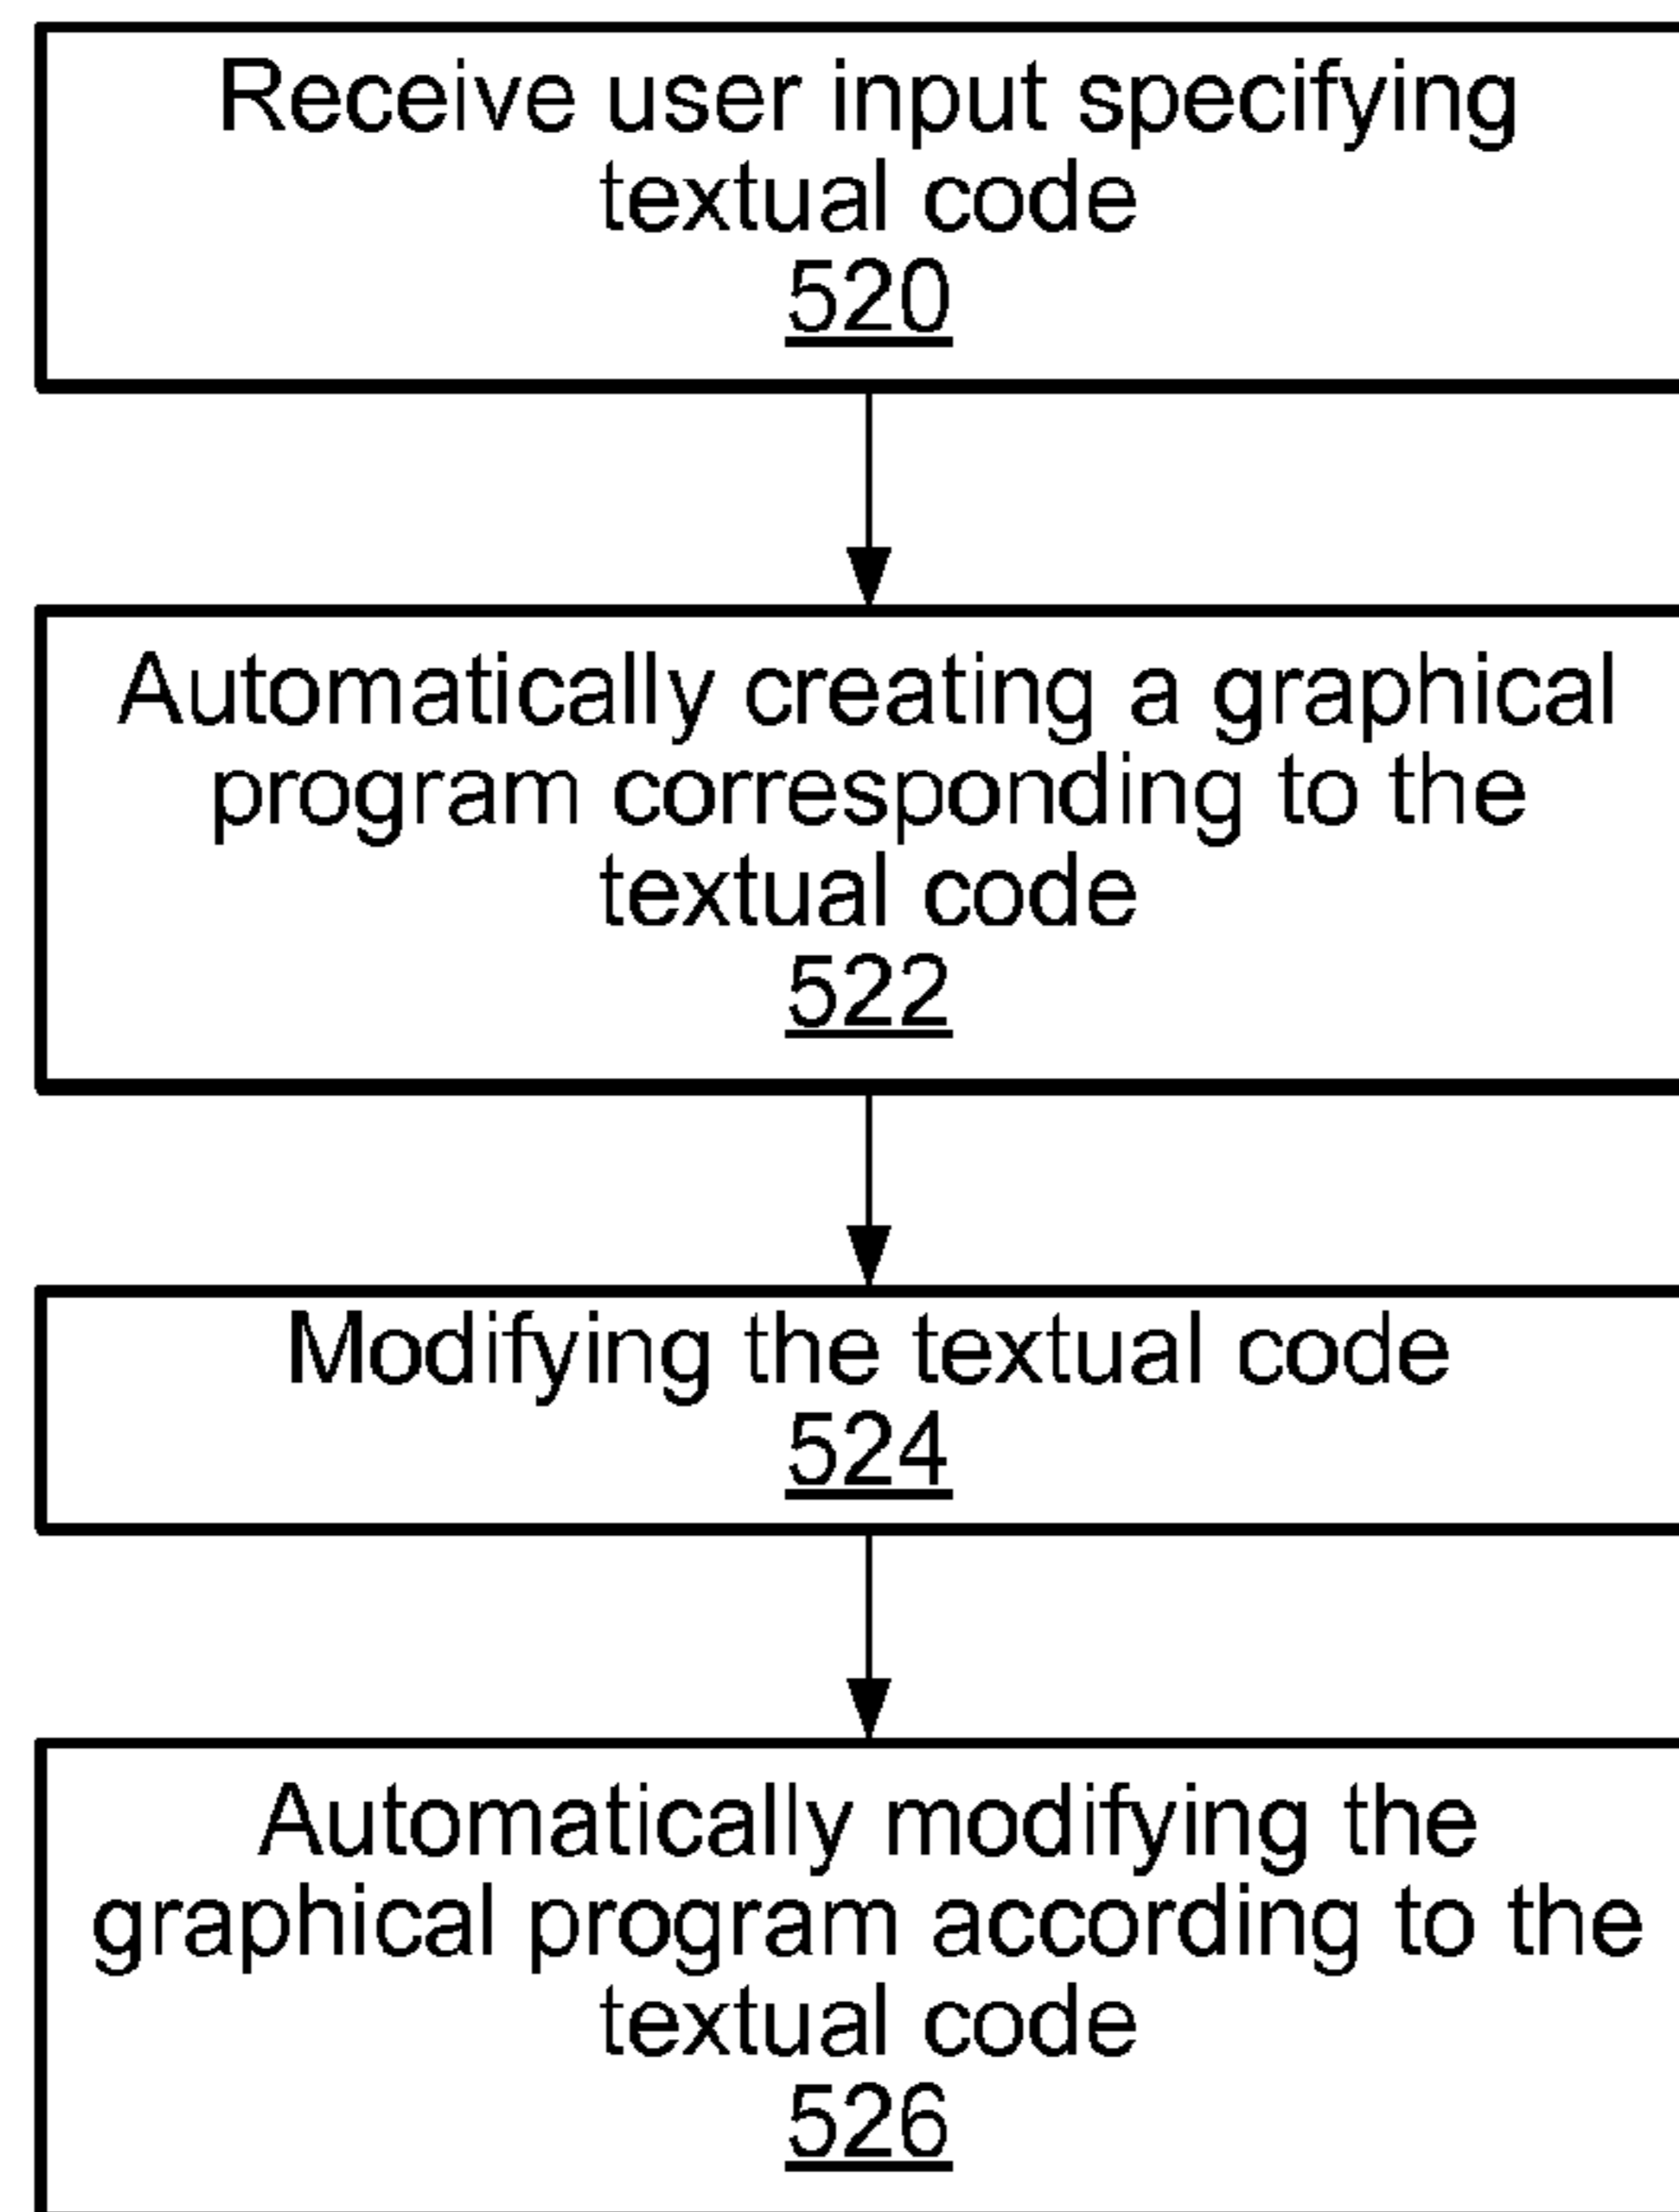 Receive user input specifying
textual code
520
Automatically creating a graphical
program corresponding to the
textual code
522
Modifying the textual code
524
Automatically modifying the
graphical program according to the
textual code
526